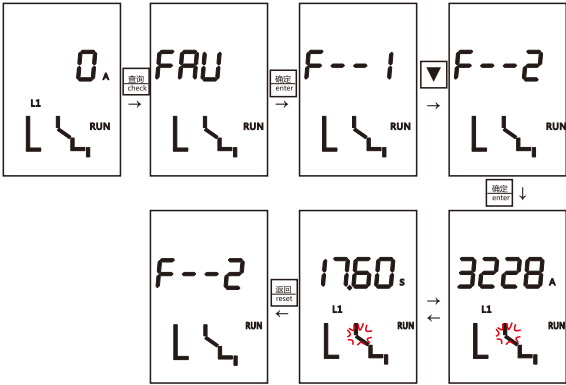 0 A
L1
RUN
查询
check
FAU
RUN
确定
enter
F--1
RUN
F--2
RUN
确定
enter
3228 A
L1
RUN
17.60 S
L1
RUN
返回
reset
F--2
RUN